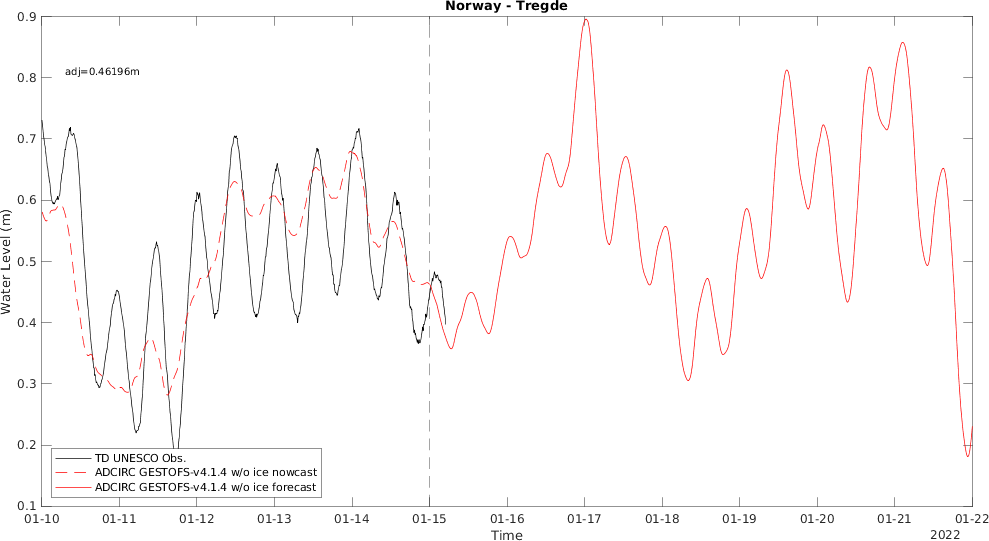 Norway - Tregde
0.9
0.8
0.7
0.6
0.5
0.4
0.3
0.2
0.1
Water Level (m)
adj=0.46196m
TD UNESCO Obs.
ADCIRC GESTOFS-v4.1.4 w/o ice nowcast
ADCIRC GESTOFS-v4.1.4 w/o ice forecast
01-10 01-11 01-12 01-13 01-14 01-15 01-16 01-17 01-18 01-19 01-20 01-21 01-22
Time
2022